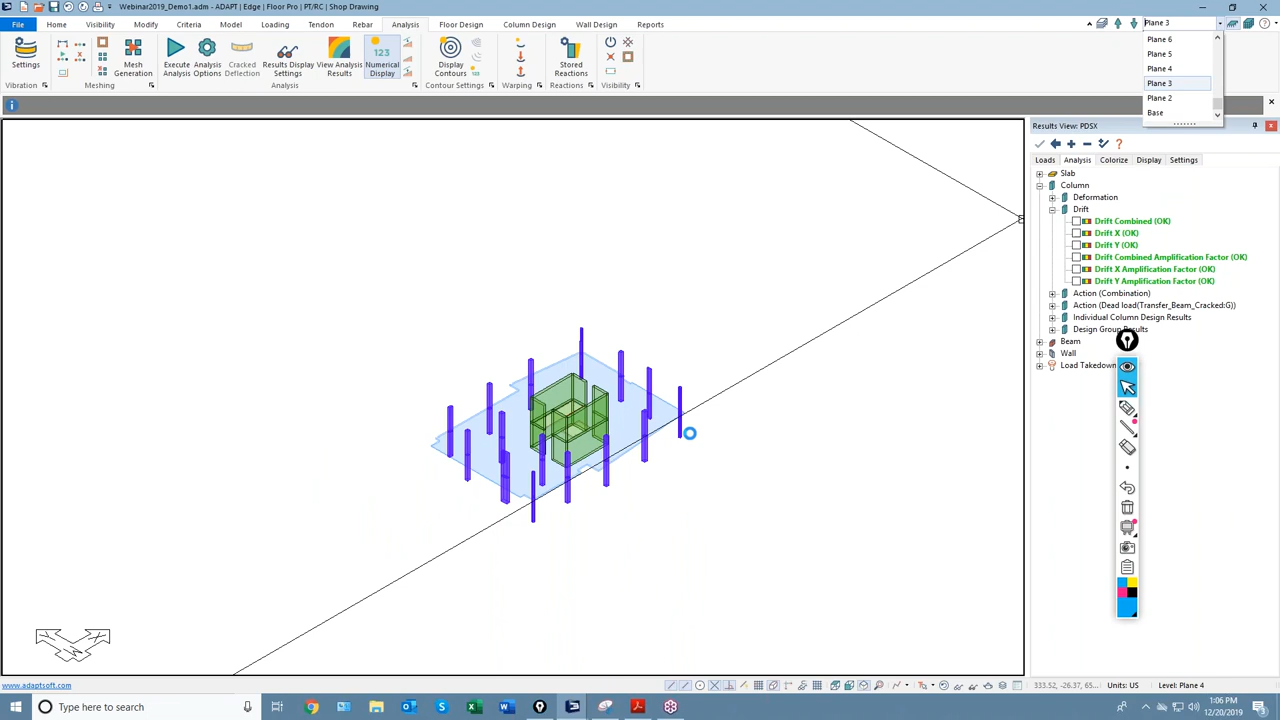 Webinar2019_Demo1.adm - ADAPT | Edge | Floor Pro | PT/RC | Shop Drawing
File Home Visibility Modify Criteria Model Loading Tendon Rebar Analysis Floor Design Column Design Wall Design Reports
Plane 3
Plane 6
Plane 5
Plane 4
Plane 3
Plane 2
Base
Settings
Mesh Generation
Execute Analysis
Analysis Options
Cracked Deflection
Results Display Settings
View Analysis Results
123
Numerical Display
Display Contours
Stored Reactions
Vibration
Meshing
Analysis
Contour Settings
Warping
Reactions
Visibility
Results View: PDSX
Loads Analysis Colorize Display Settings
Slab
Column
Deformation
Drift
Drift Combined (OK)
Drift X (OK)
Drift Y (OK)
Drift Combined Amplification Factor (OK)
Drift X Amplification Factor (OK)
Drift Y Amplification Factor (OK)
Action (Combination)
Action (Dead load(Transfer_Beam_Cracked:G))
Individual Column Design Results
Design Group Results
Beam
Wall
Load Takedown
www.adaptsoft.com
333.52, -26.37, 65...
Units: US
Level: Plane 4
Type here to search
1:06 PM
12/20/2019